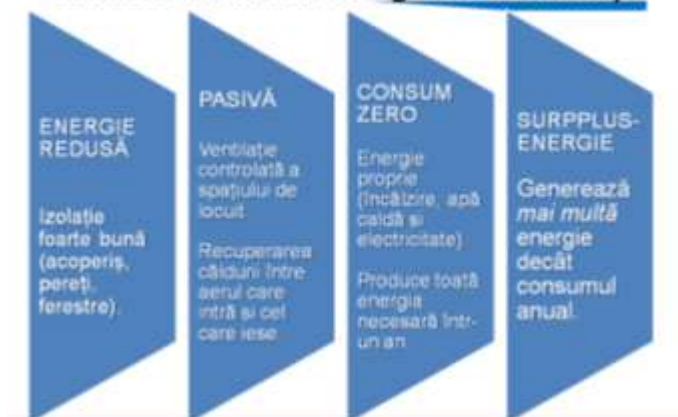 ENERGIE
REDUSĂ
Izolație
foarte bună
(acoperiș,
pereți,
ferestre).
PASIVĂ
Ventilație
controlată a
spațiului de
locuit
Recuperarea
căldurii între
aerul care
intră și cel
care iese
CONSUM
ZERO
Energie
proprie
(încălzire, apă
caldă și
electricitate)
Produce toată
energia
necesară într-
un an
SURPPLUS-
ENERGIE
Generează
mai multă
energie
decât
consumul
anual.